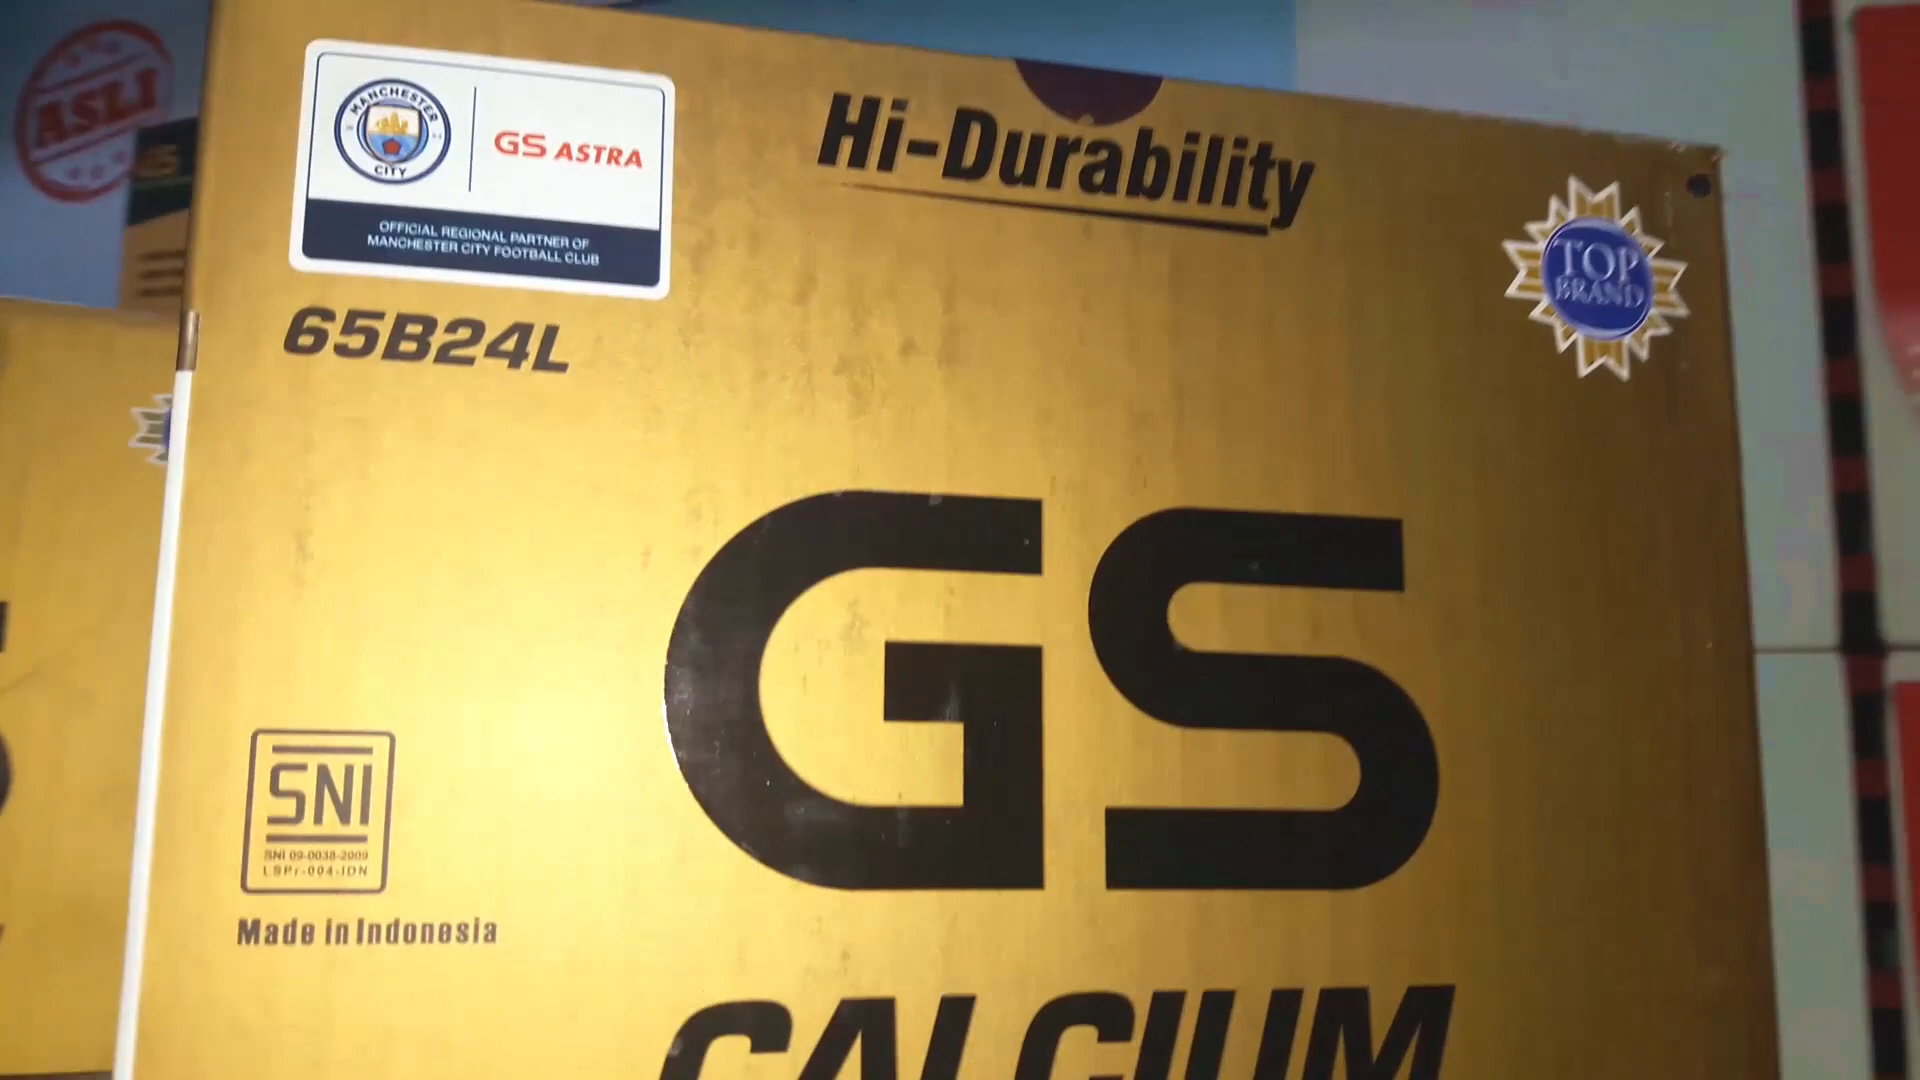 ASLI
MANCHESTER
CITY
GS ASTRA
OFFICIAL REGIONAL PARTNER OF
MANCHESTER CITY FOOTBALL CLUB
Hi-Durability
TOP
BRAND
65B24L
GS
SNI
SNI 09-0038-2009
LSPr-004-IDN
Made in Indonesia
CALCIUM